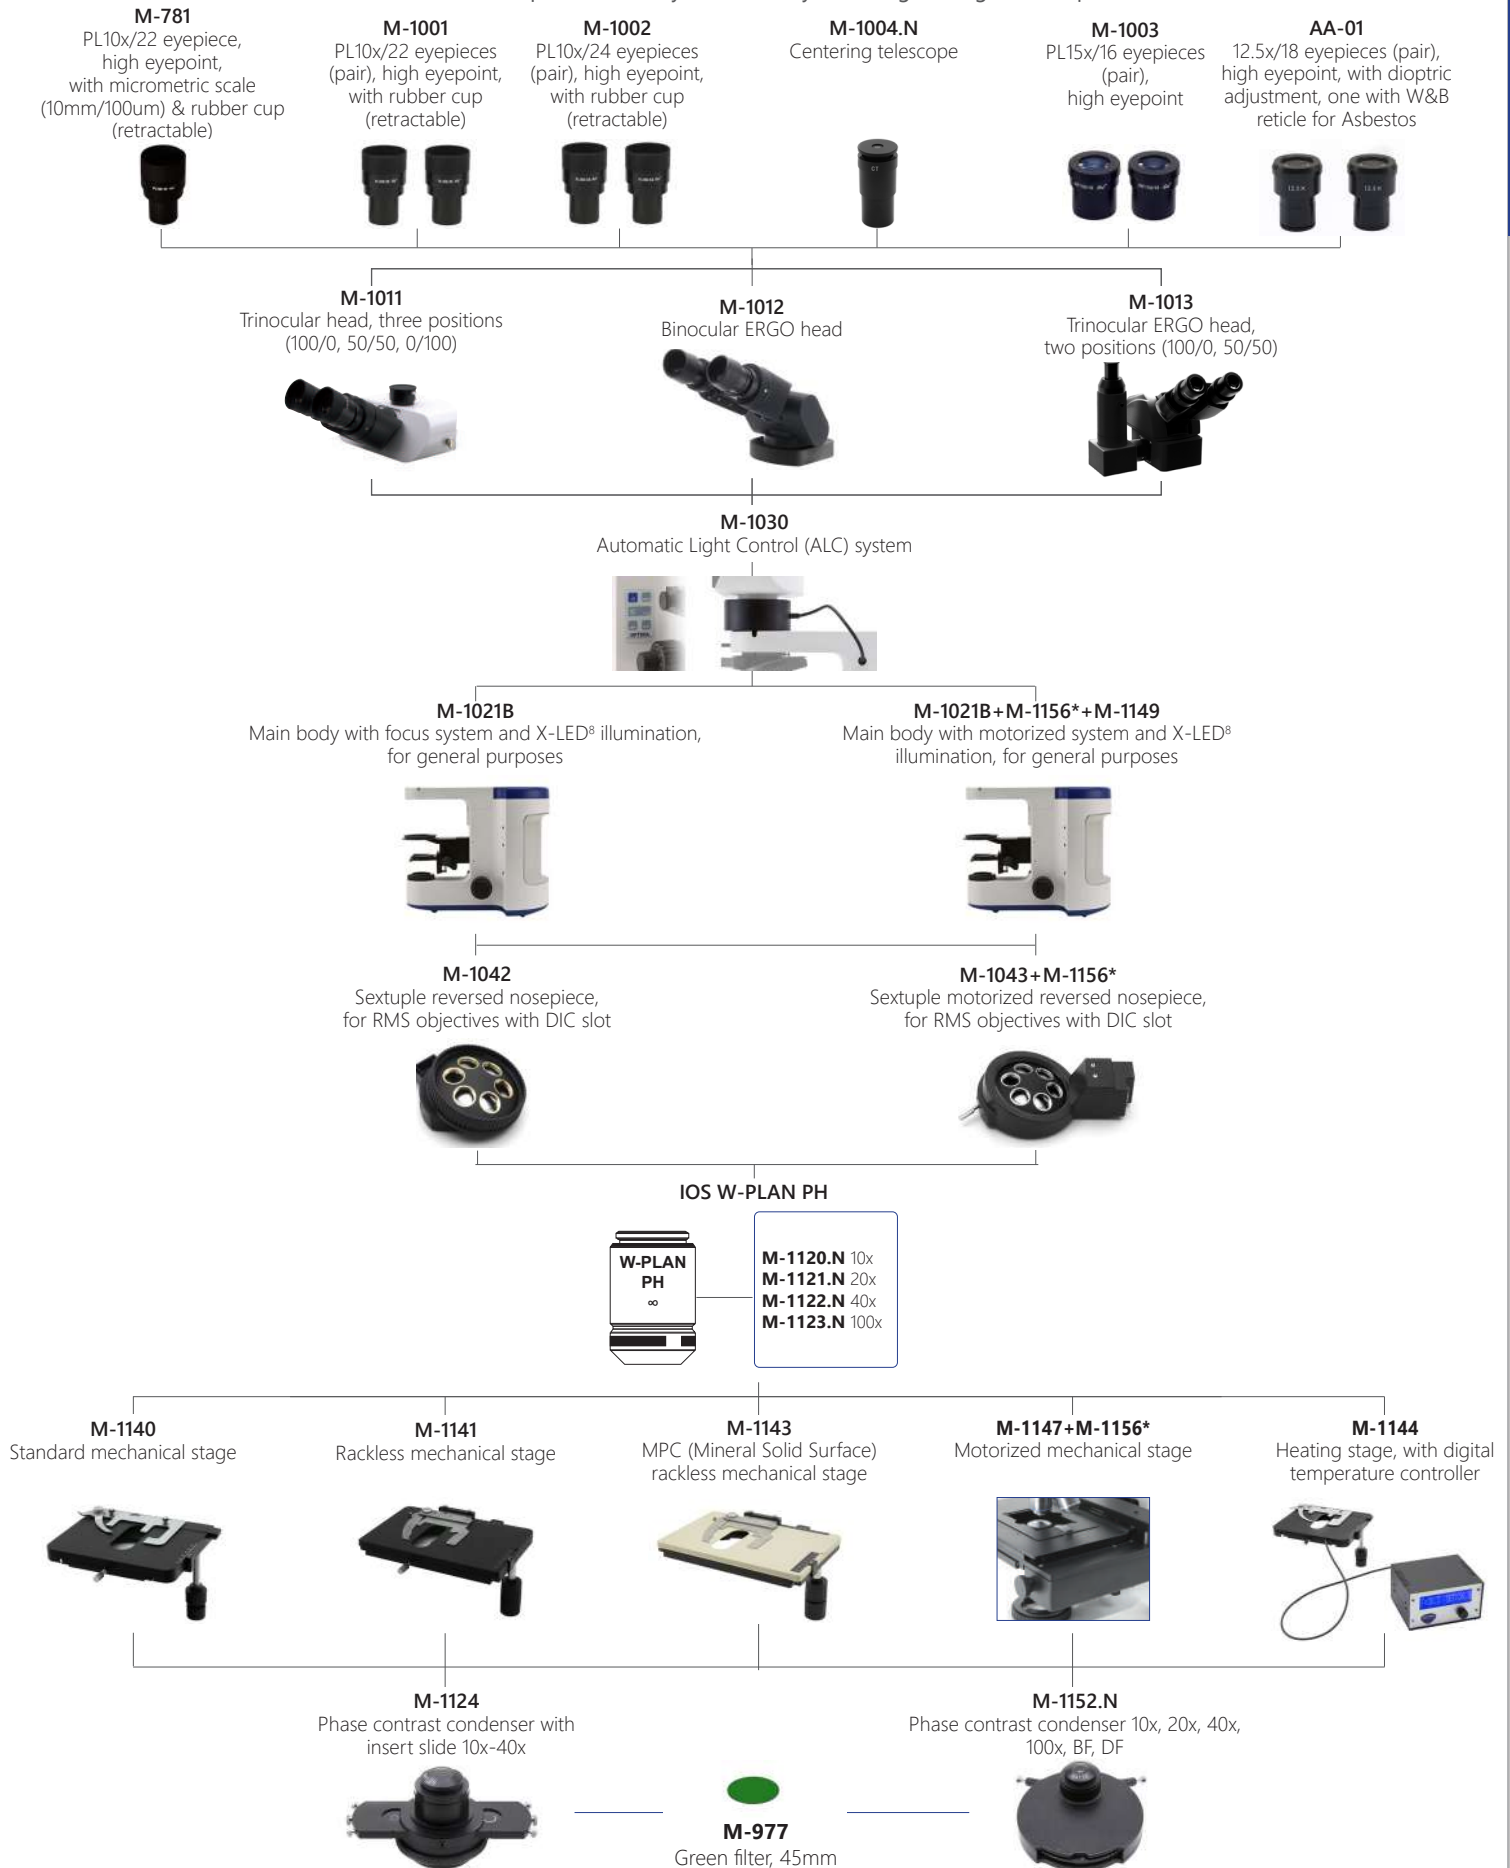 M-781
PL10x/22 eyepiece,
high eyepoint,
with micrometric scale
(10mm/100um) & rubber cup
(retractable)
M-1001
PL10x/22 eyepieces
(pair), high eyepoint,
with rubber cup
(retractable)
M-1002
PL10x/24 eyepieces
(pair), high eyepoint,
with rubber cup
(retractable)
M-1004.N
Centering telescope
M-1003
PL15x/16 eyepieces
(pair),
high eyepoint
AA-01
12.5x/18 eyepieces (pair),
high eyepoint, with dioptric
adjustment, one with W&B
reticle for Asbestos
CT
12.5X
12.5X
M-1011
Trinocular head, three positions
(100/0, 50/50, 0/100)
M-1012
Binocular ERGO head
M-1013
Trinocular ERGO head,
two positions (100/0, 50/50)
M-1030
Automatic Light Control (ALC) system
OPTIKA
M-1021B
Main body with focus system and X-LED⁸ illumination,
for general purposes
M-1021B+M-1156*+M-1149
Main body with motorized system and X-LED⁸
illumination, for general purposes
M-1042
Sextuple reversed nosepiece,
for RMS objectives with DIC slot
M-1043+M-1156*
Sextuple motorized reversed nosepiece,
for RMS objectives with DIC slot
IOS W-PLAN PH
W-PLAN
PH
∞
M-1120.N 10x
M-1121.N 20x
M-1122.N 40x
M-1123.N 100x
M-1140
Standard mechanical stage
M-1141
Rackless mechanical stage
M-1143
MPC (Mineral Solid Surface)
rackless mechanical stage
M-1147+M-1156*
Motorized mechanical stage
M-1144
Heating stage, with digital
temperature controller
M-1124
Phase contrast condenser with
insert slide 10x-40x
M-1152.N
Phase contrast condenser 10x, 20x, 40x,
100x, BF, DF
M-977
Green filter, 45mm